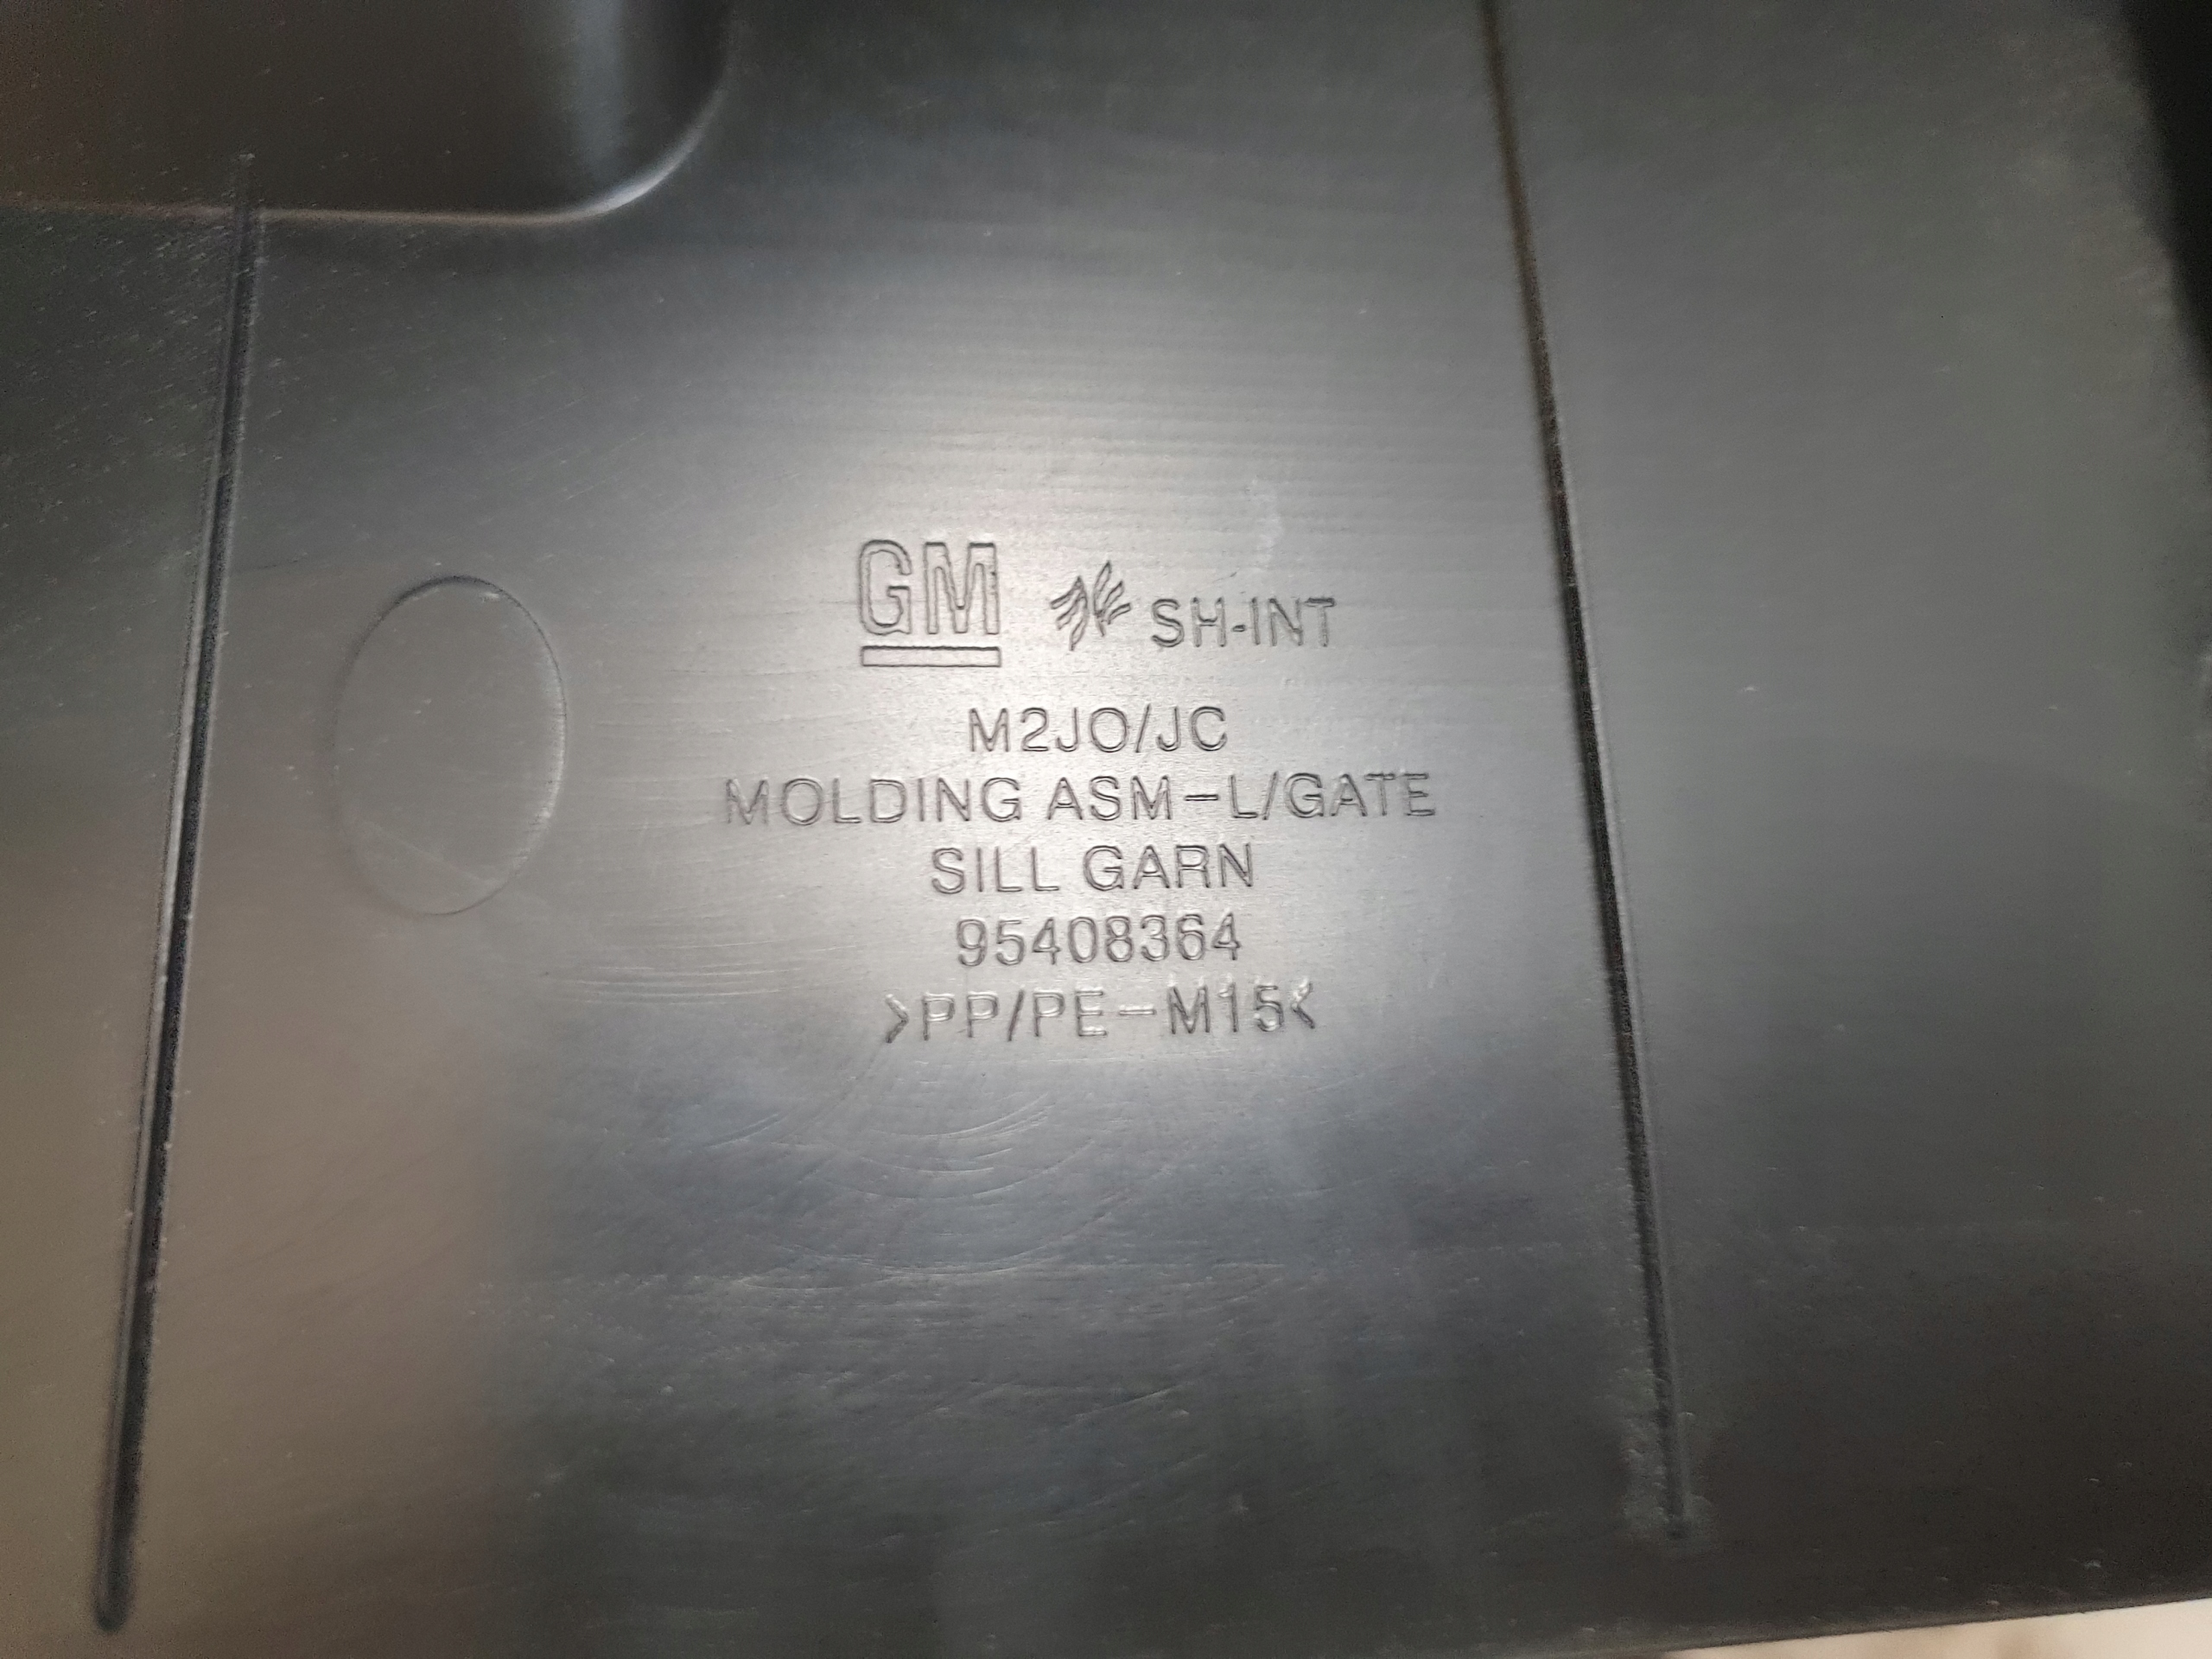 GM SH-INT
M2JO/JC
MOLDING ASM-L/GATE
SILL GARN
95408364
>PP/PE-M15<